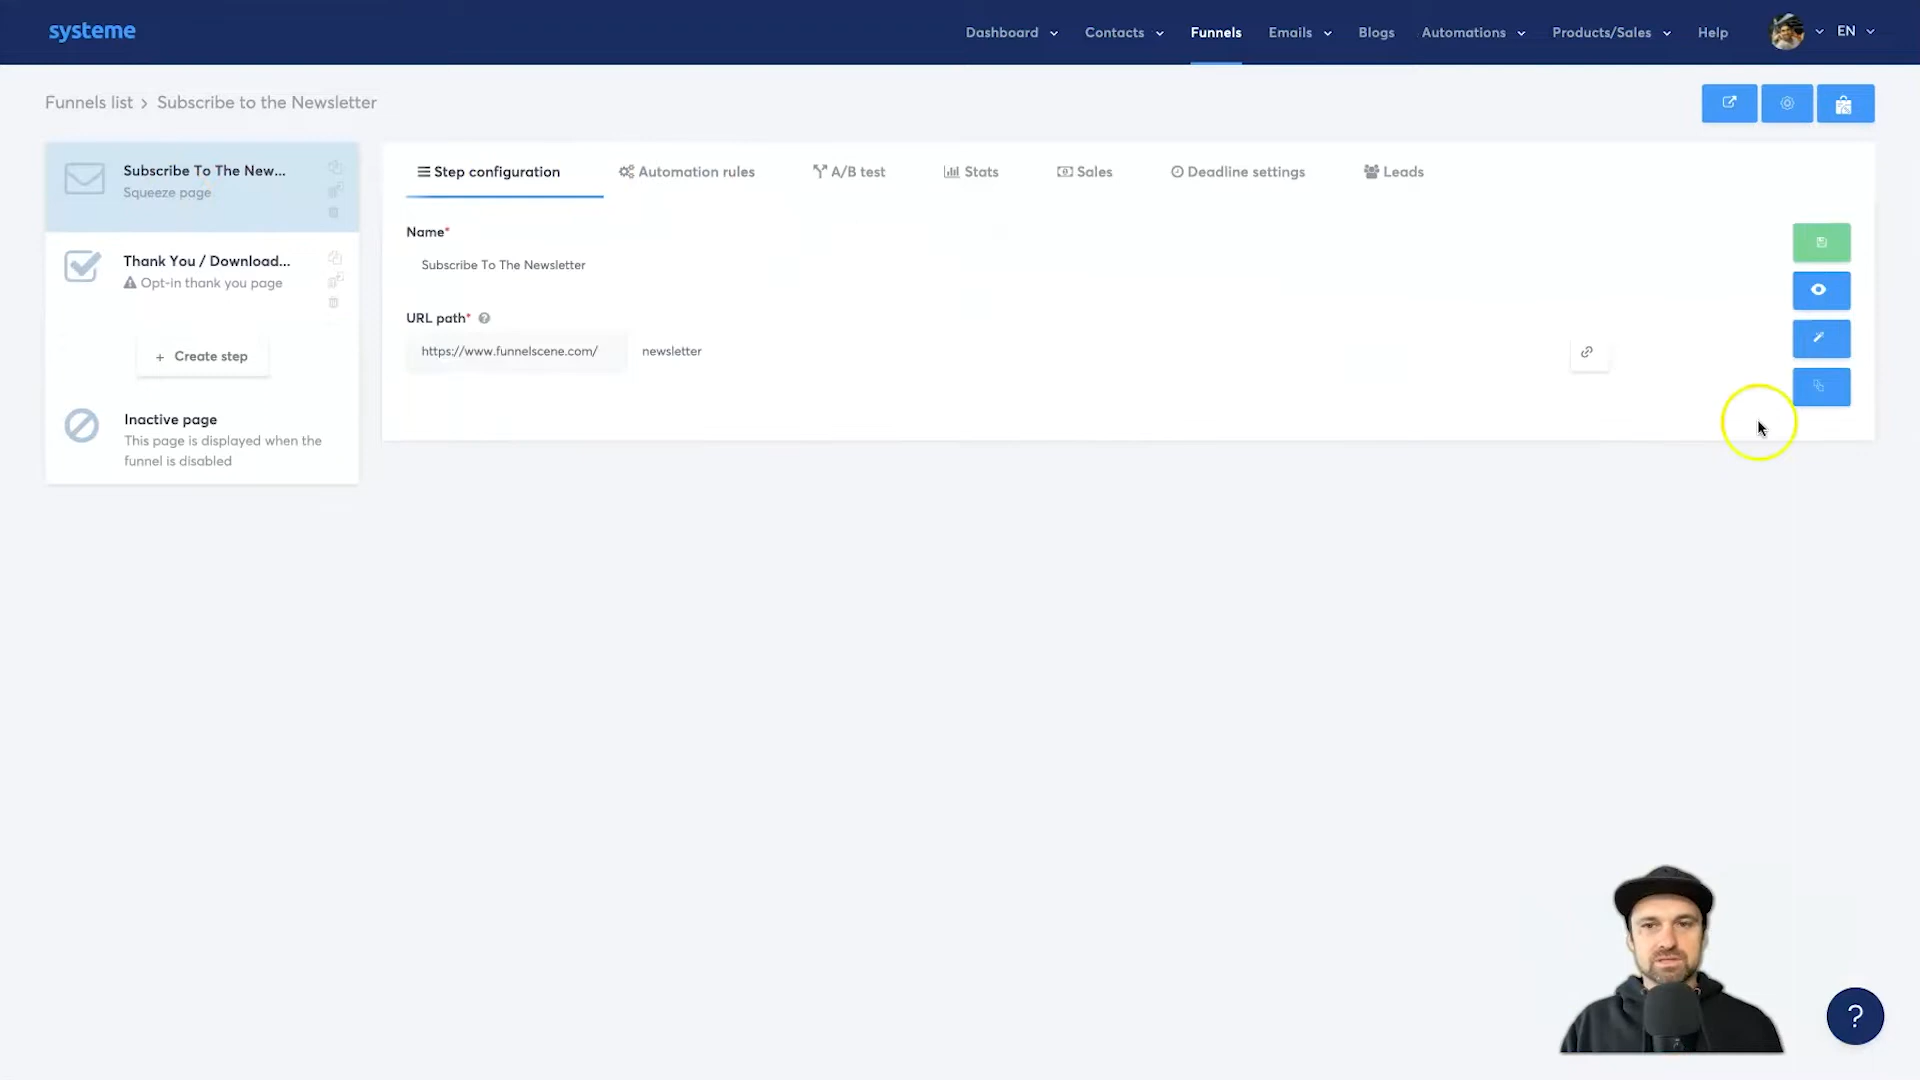 systeme
Dashboard
Contacts
Funnels
Emails
Blogs
Automations
Products/Sales
Help
EN
Funnels list > Subscribe to the Newsletter
Subscribe To The New...
Squeeze page
Thank You / Download...
Opt-in thank you page
+ Create step
Inactive page
This page is displayed when the
funnel is disabled
Step configuration
Automation rules
A/B test
Stats
Sales
Deadline settings
Leads
Name*
Subscribe To The Newsletter
URL path* ?
https://www.funnelscene.com/ newsletter
?